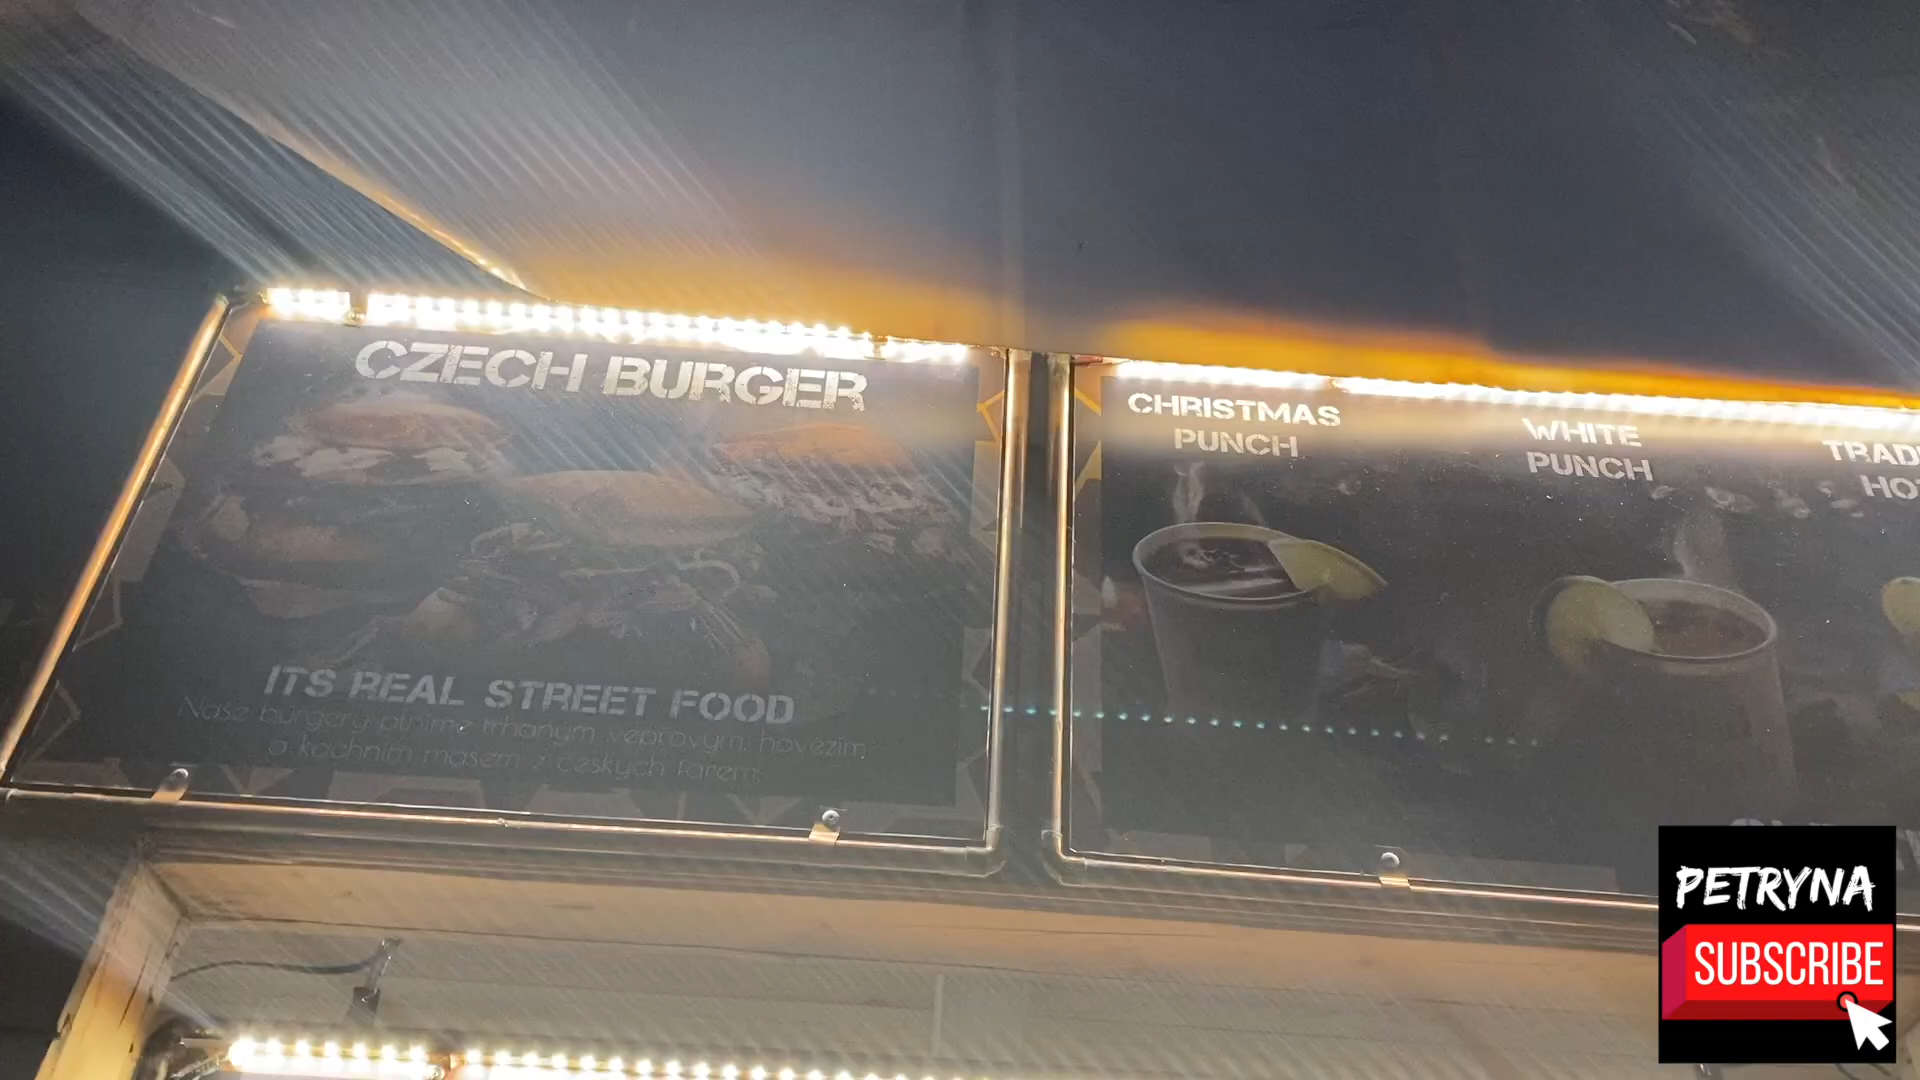 CZECH BURGER
ITS REAL STREET FOOD
Naše burgery plníme trhaným vepřovým, hovězím
a kachním masem z českých farem.
CHRISTMAS
PUNCH
WHITE
PUNCH
PETRYNA
SUBSCRIBE